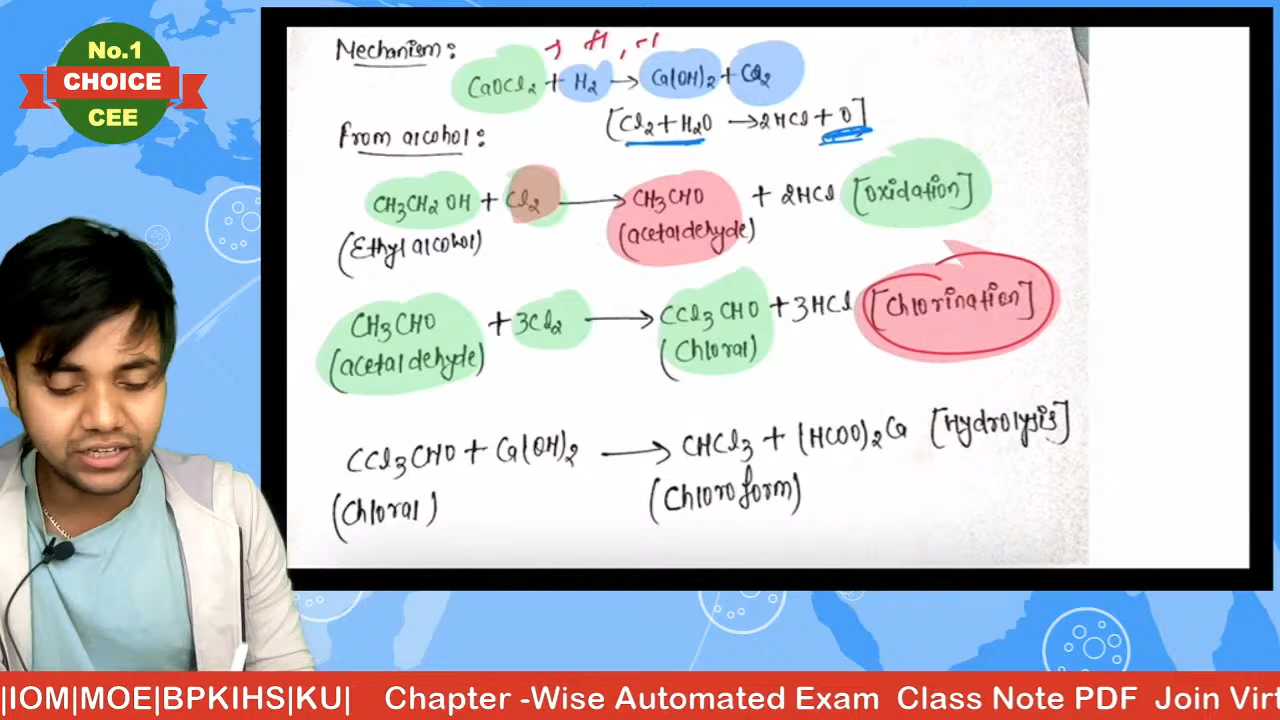 No.1
CHOICE
CEE
Mechanism:
CaOCl2 + H2 → Ca(OH)2 + Cl2
[Cl2 + H2O → 2HCl + O]
From alcohol:
CH3CH2OH + Cl2 → CH3CHO + 2HCl [Oxidation]
(Ethyl alcohol) (acetaldehyde)
CH3CHO + 3Cl2 → CCl3CHO + 3HCl [Chlorination]
(acetaldehyde) (Chloral)
CCl3CHO + Ca(OH)2 → CHCl3 + (HCOO)2Ca [Hydrolysis]
(Chloral) (Chloroform)
|IOM|MOE|BPKIHS|KU| Chapter -Wise Automated Exam Class Note PDF Join Virt